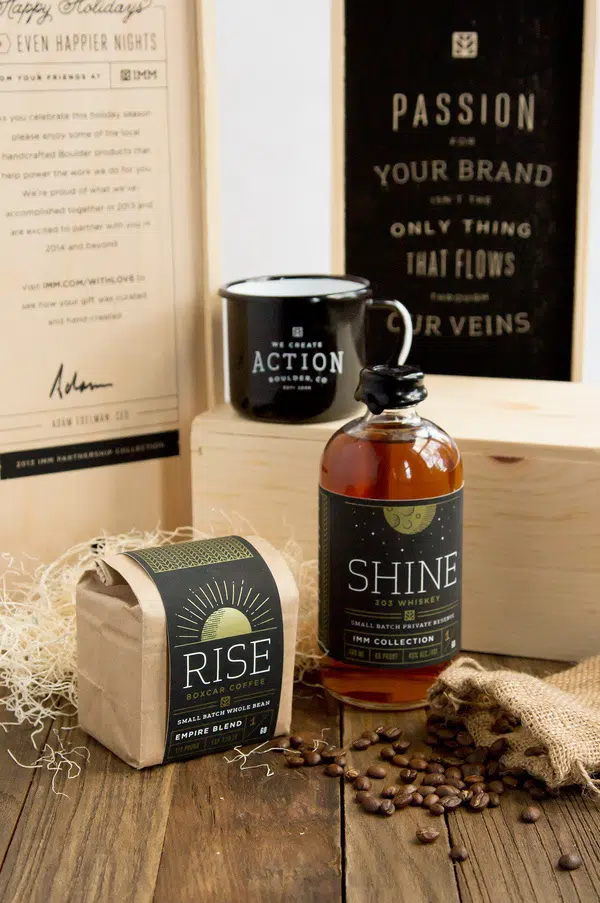 Happy Holidays
EVEN HAPPIER NIGHTS
OM YOUR FRIENDS AT IMM
s you celebrate this holiday season
please enjoy some of the local
handcrafted Boulder products that
help power the work we do for you
We're proud of what we've
accomplished together in 2013 and
are excited to partner with you in
2014 and beyond.
Visit IMM.COM/WITHLOVE to
see how your gift was curated
and hand-created.
Adam
ADAM EDELMAN, CEO
2013 IMM PARTNERSHIP COLLECTION
PASSION
FOR
YOUR BRAND
ISN'T THE
ONLY THING
THAT FLOWS
THROUGH
OUR VEINS
WE CREATE
ACTION
BOULDER, CO
SHINE
303 WHISKEY
SMALL BATCH PRIVATE RESERVE
IMM COLLECTION
RISE
BOXCAR COFFEE
SMALL BATCH WHOLE BEAN
EMPIRE BLEND 1